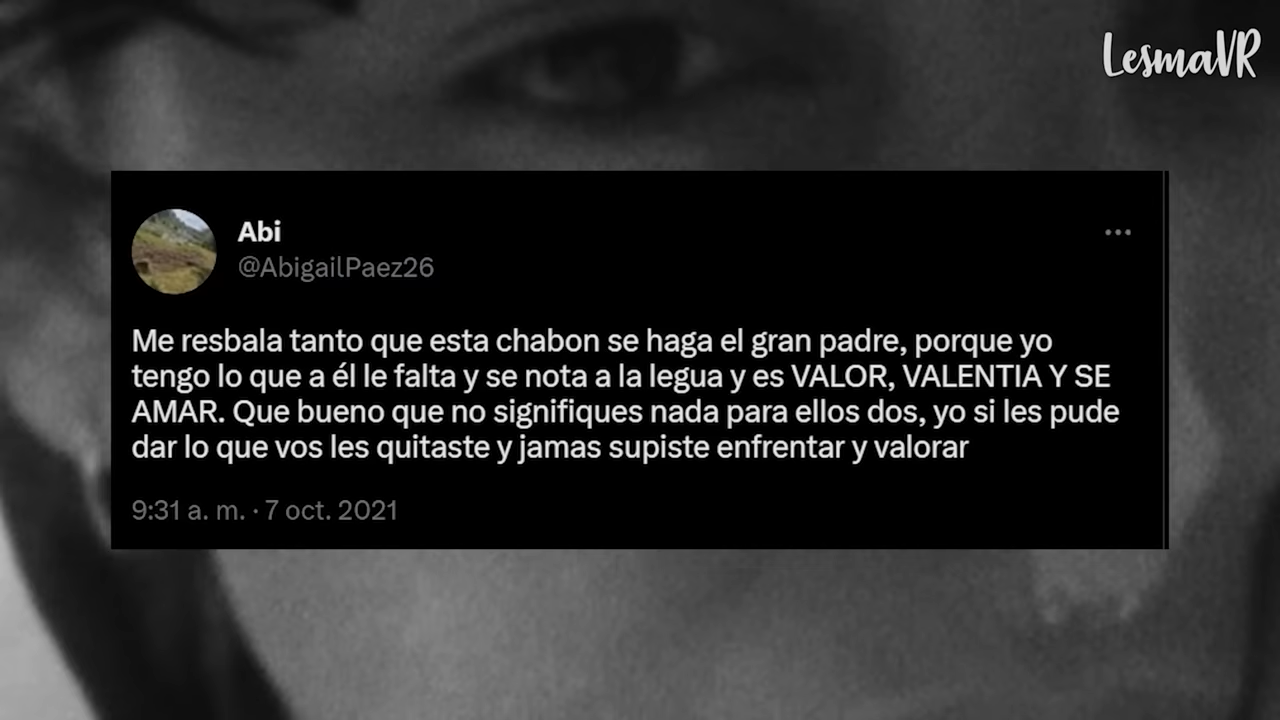 LesmaVR
Abi
@AbigailPaez26
Me resbala tanto que esta chabon se haga el gran padre, porque yo
tengo lo que a él le falta y se nota a la legua y es VALOR, VALENTIA Y SE
AMAR. Que bueno que no signifiques nada para ellos dos, yo si les pude
dar lo que vos les quitaste y jamas supiste enfrentar y valorar
9:31 a. m. · 7 oct. 2021